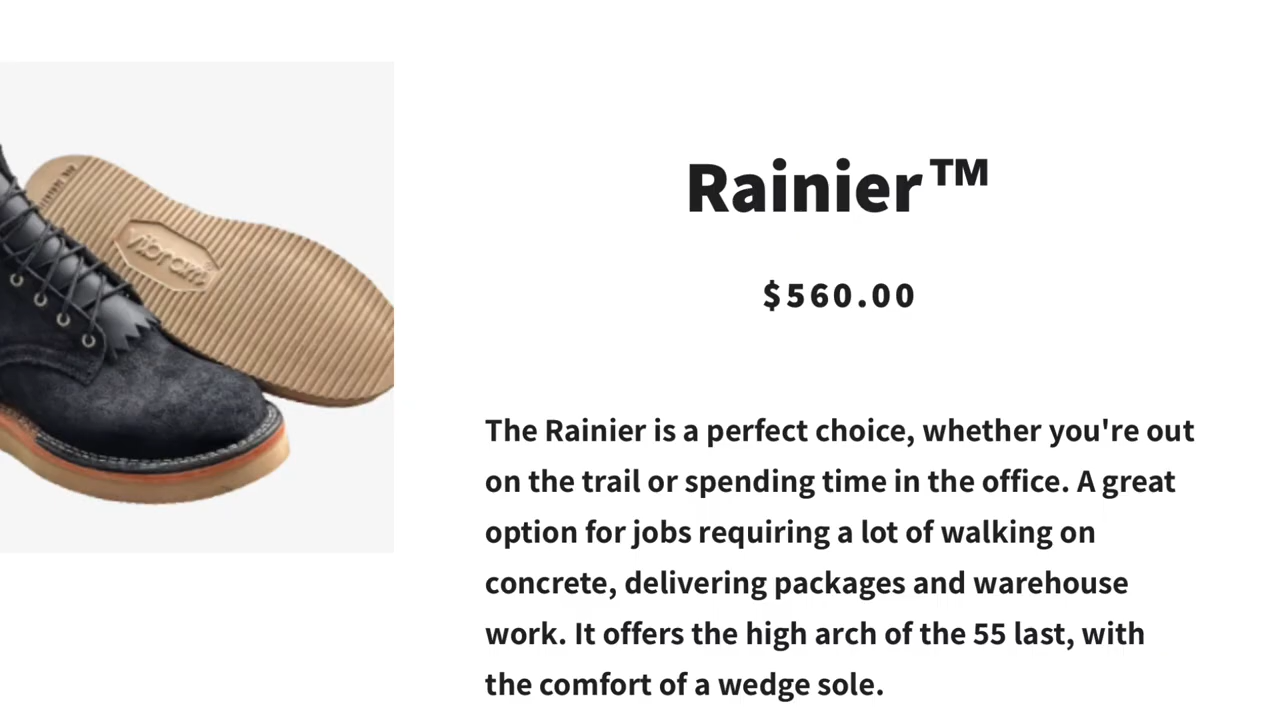 vibram
Rainier™
$560.00
The Rainier is a perfect choice, whether you're out
on the trail or spending time in the office. A great
option for jobs requiring a lot of walking on
concrete, delivering packages and warehouse
work. It offers the high arch of the 55 last, with
the comfort of a wedge sole.